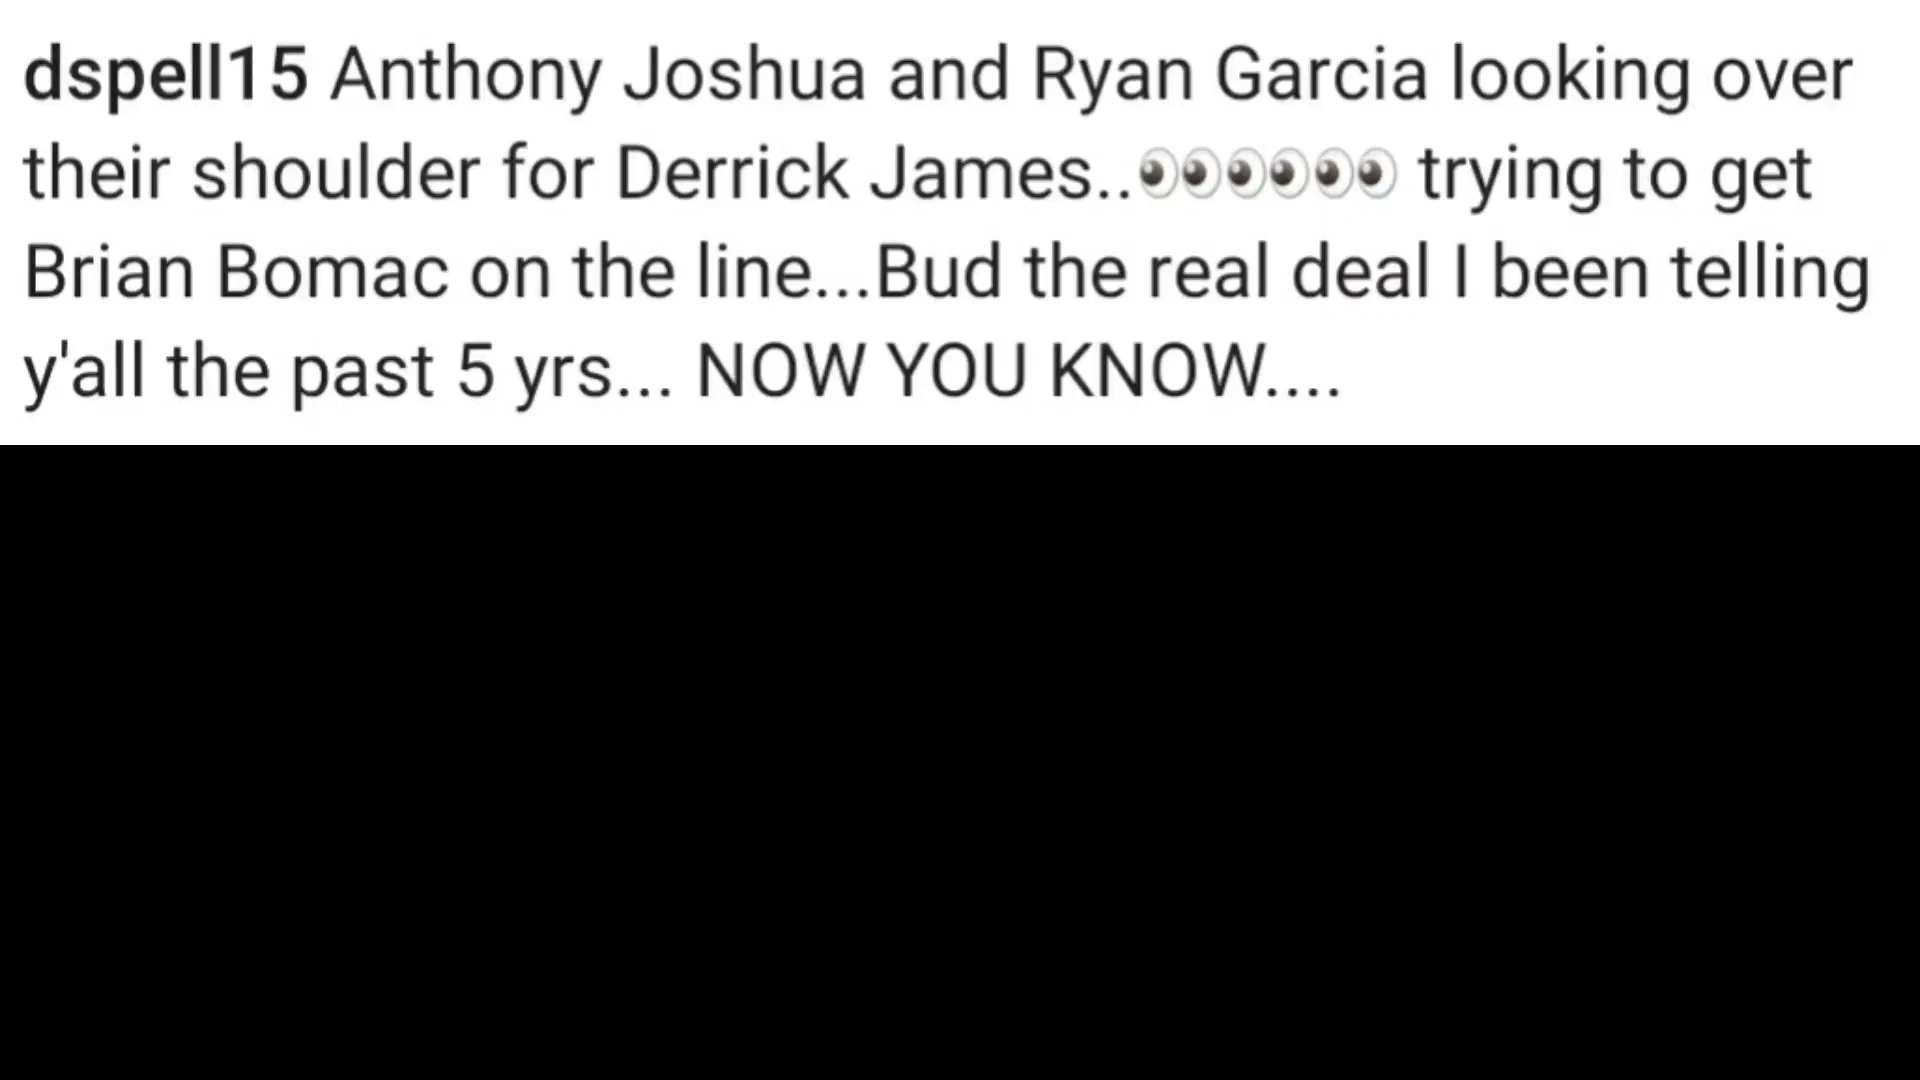 dspell15 Anthony Joshua and Ryan Garcia looking over
their shoulder for Derrick James..👀👀👀 trying to get
Brian Bomac on the line...Bud the real deal I been telling
y'all the past 5 yrs... NOW YOU KNOW....